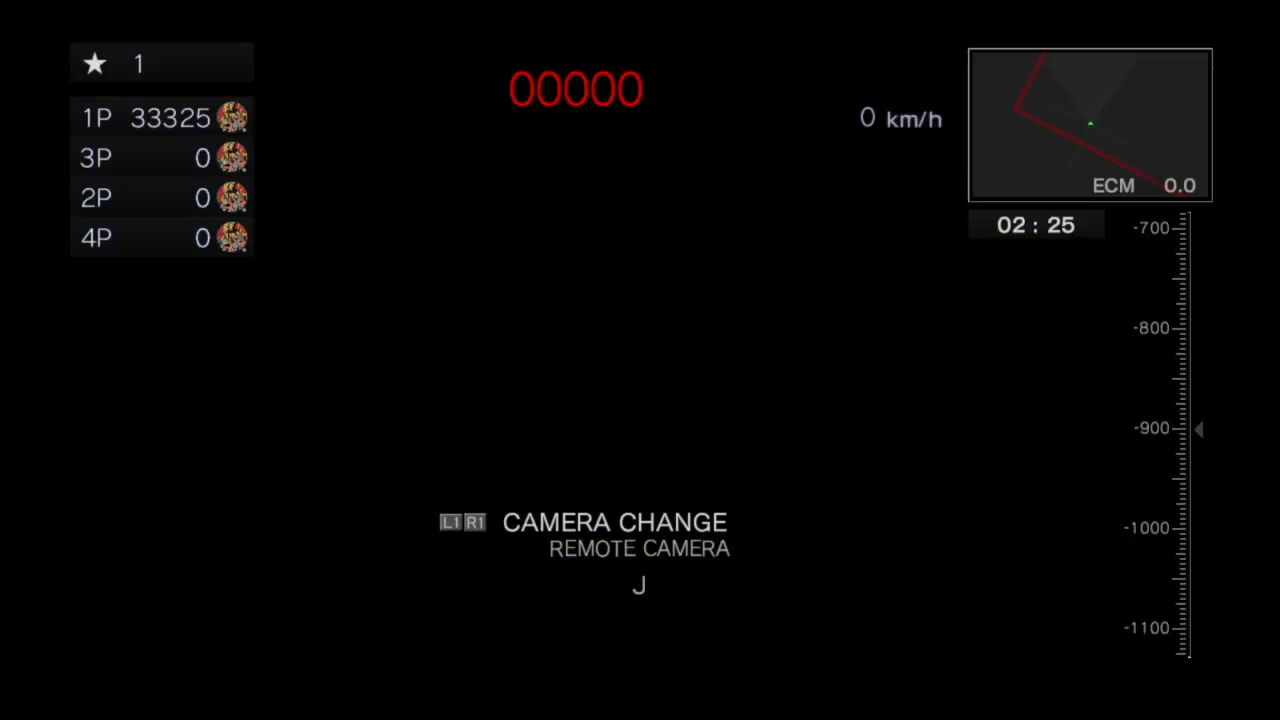 ★ 1
1P 33325
3P 0
2P 0
4P 0
00000
0 km/h
ECM 0.0
02 : 25
-700
-800
-900
-1000
-1100
L1 R1 CAMERA CHANGE
REMOTE CAMERA
J